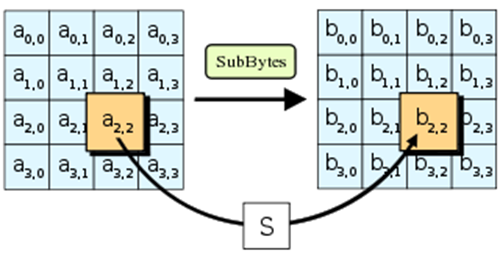 a0,0 a0,1 a0,2 a0,3
a1,0 a1,1 a1,2 a1,3
a2,0 a2,1 a2,2 a2,3
a3,0 a3,1 a3,2 a3,3
SubBytes
b0,0 b0,1 b0,2 b0,3
b1,0 b1,1 b1,2 b1,3
b2,0 b2,1 b2,2 b2,3
b3,0 b3,1 b3,2 b3,3
S